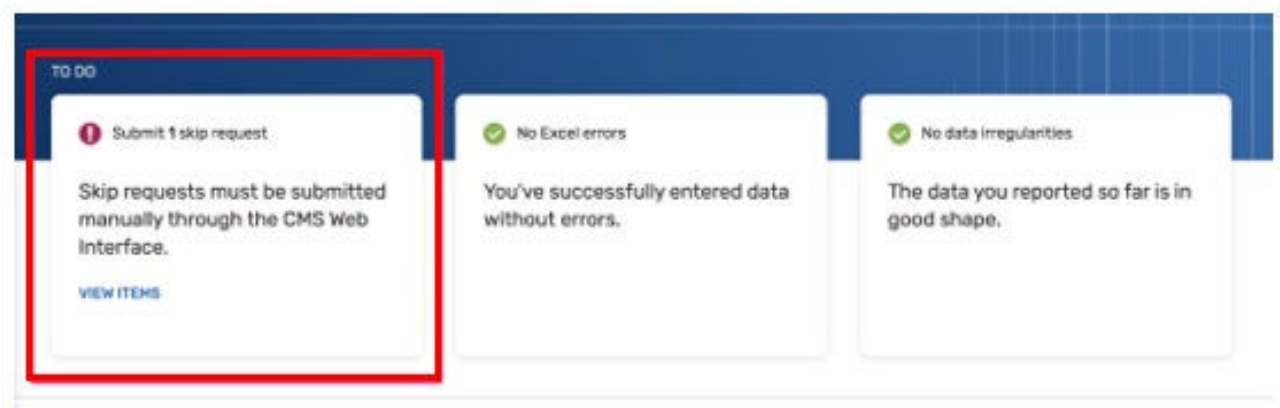 TO DO
Submit 1 skip request
Skip requests must be submitted
manually through the CMS Web
Interface.
VIEW ITEMS
No Excel errors
You've successfully entered data
without errors.
No data irregularities
The data you reported so far is in
good shape.